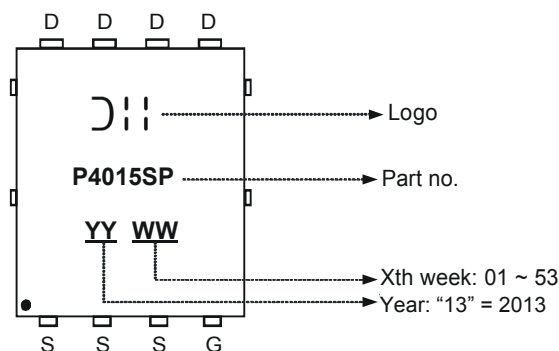 D D D D
Logo
P4015SP
Part no.
YY WW
Xth week: 01 ~ 53
Year: “13” = 2013
S S S G